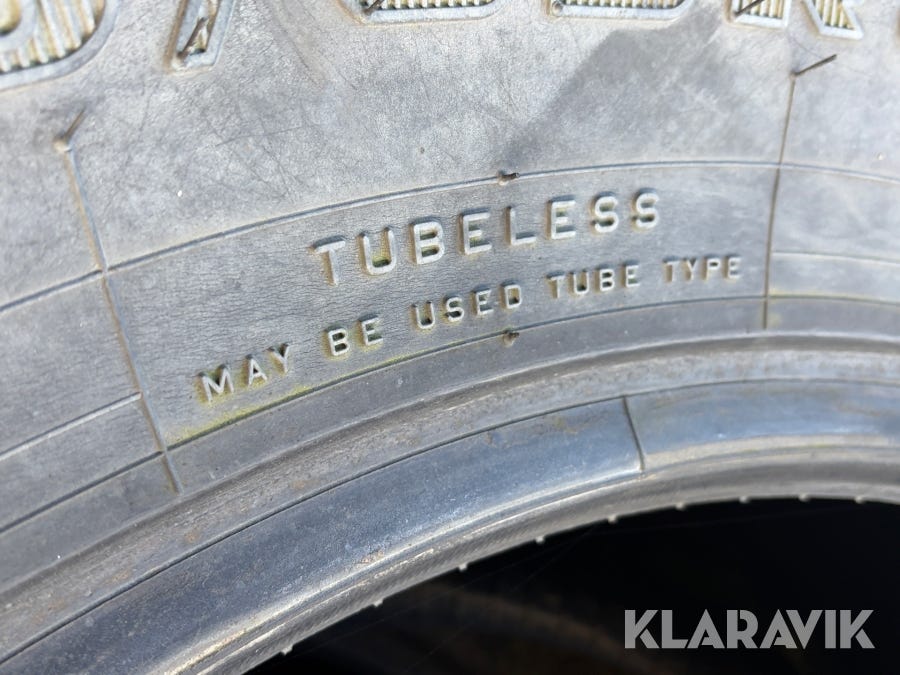 TUBELESS
MAY BE USED TUBE TYPE
KLARAVIK